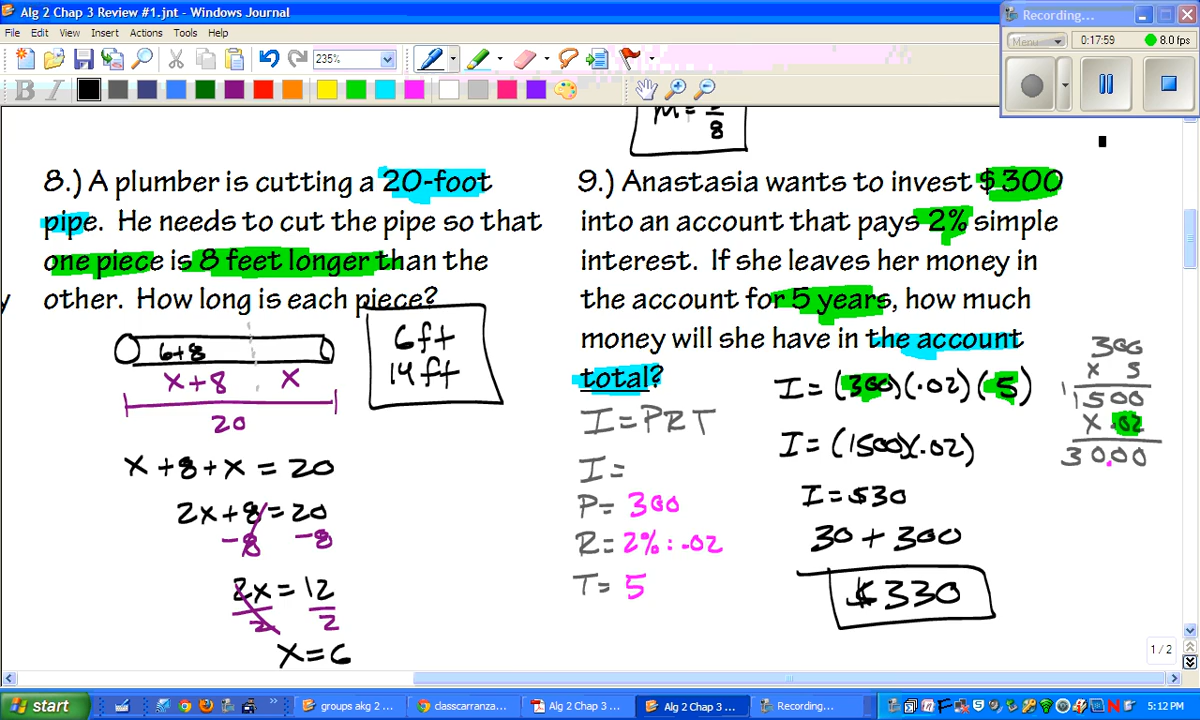 Alg 2 Chap 3 Review #1.jnt - Windows Journal
Recording...
File Edit View Insert Actions Tools Help
Menu
0:17:59
8.0 fps
235%
B I
8
8.) A plumber is cutting a 20-foot
pipe. He needs to cut the pipe so that
one piece is 8 feet longer than the
other. How long is each piece?
6+8
x+8 x
20
6ft
14ft
x+8+x = 20
2x+8=20
-8 -8
2x = 12
2 2
x=6
9.) Anastasia wants to invest $300
into an account that pays 2% simple
interest. If she leaves her money in
the account for 5 years, how much
money will she have in the account
total?
I=PRT
I=
P= 300
R= 2% : .02
T= 5
I = (300)(.02)(5)
I = (1500)(.02)
I = $30
30 + 300
$330
300
x 5
1500
x .02
30.00
1 / 2
start
groups akg 2 ...
classcarranza...
Alg 2 Chap 3 ...
Alg 2 Chap 3 ...
Recording...
5:12 PM